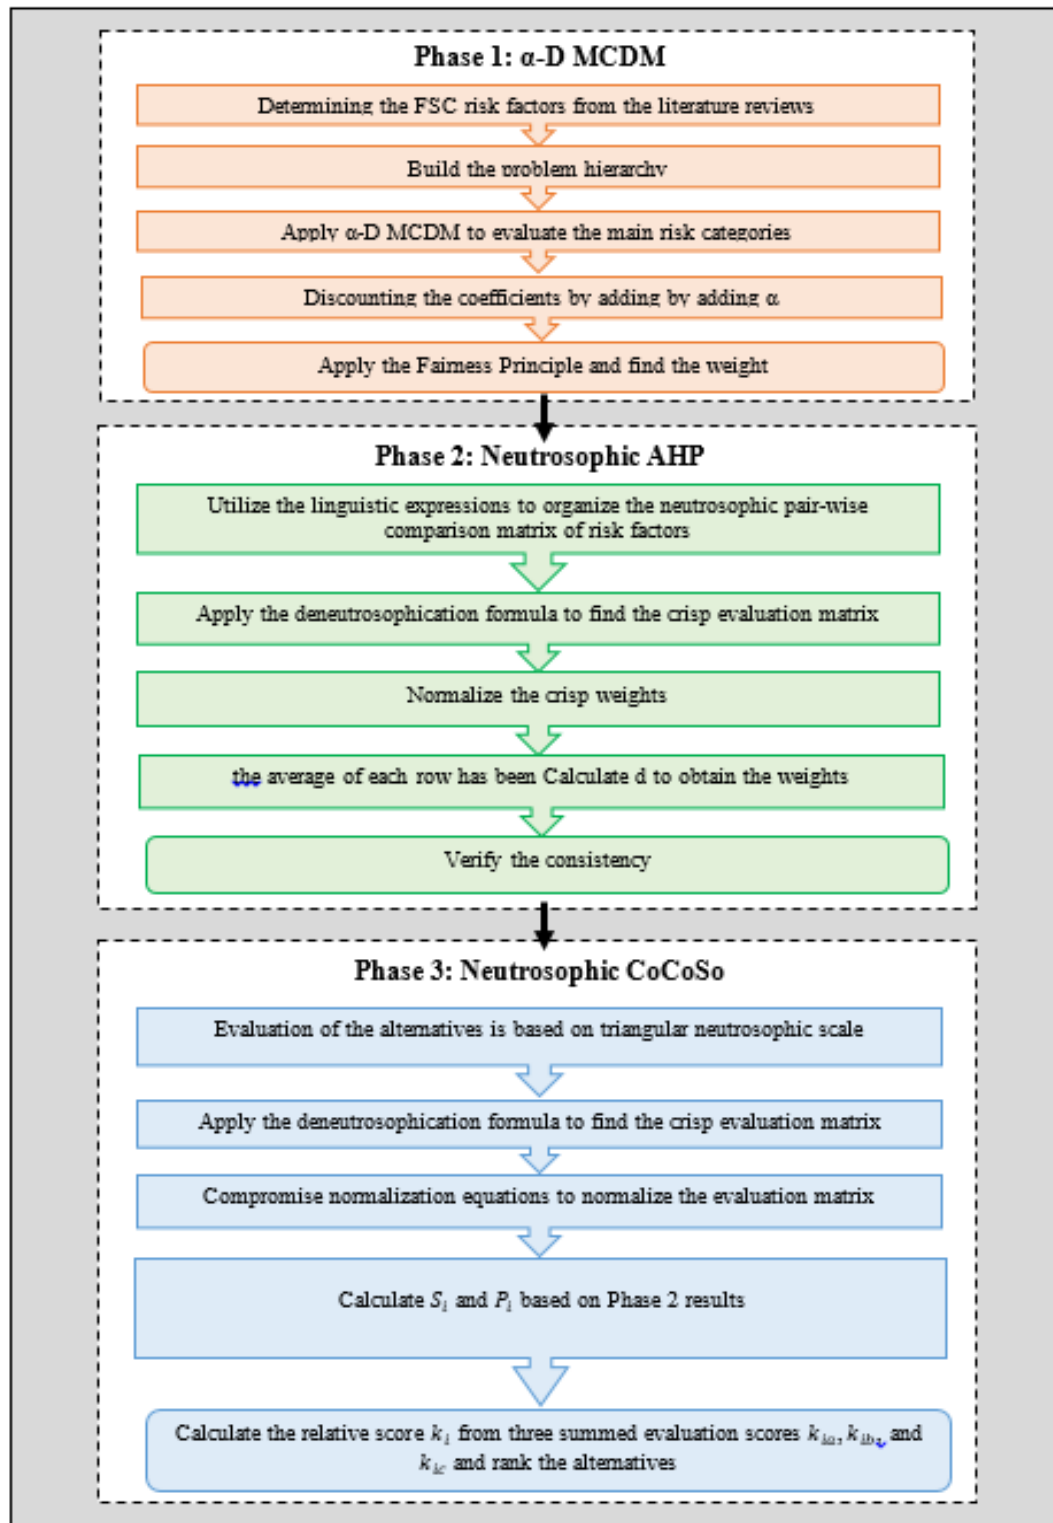 Phase 1: α-D MCDM
Determining the FSC risk factors from the literature reviews
Build the problem hierarchy
Apply α-D MCDM to evaluate the main risk categories
Discounting the coefficients by adding by adding α
Apply the Fairness Principle and find the weight
Phase 2: Neutrosophic AHP
Utilize the linguistic expressions to organize the neutrosophic pair-wise
comparison matrix of risk factors
Apply the deneutrosophication formula to find the crisp evaluation matrix
Normalize the crisp weights
the average of each row has been Calculate d to obtain the weights
Verify the consistency
Phase 3: Neutrosophic CoCoSo
Evaluation of the alternatives is based on triangular neutrosophic scale
Apply the deneutrosophication formula to find the crisp evaluation matrix
Compromise normalization equations to normalize the evaluation matrix
Calculate S_i and P_i based on Phase 2 results
Calculate the relative score k_i from three summed evaluation scores k_ia, k_ib, and
k_ic and rank the alternatives